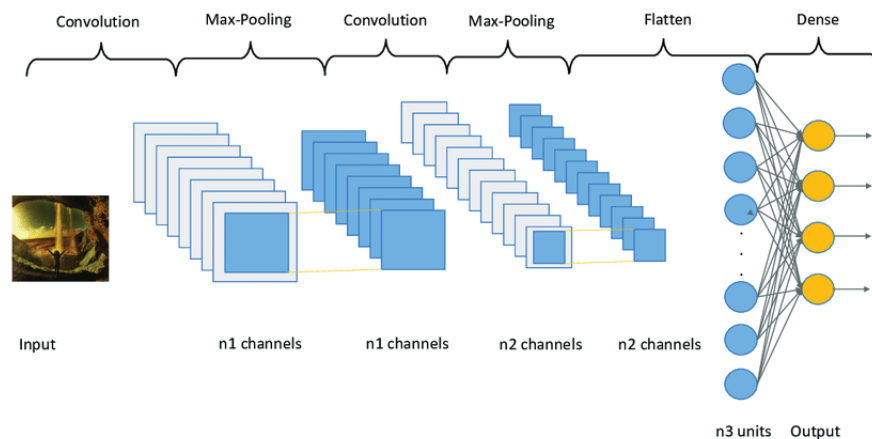 Convolution
Max-Pooling
Convolution
Max-Pooling
Flatten
Dense
Input
n1 channels
n1 channels
n2 channels
n2 channels
n3 units
Output